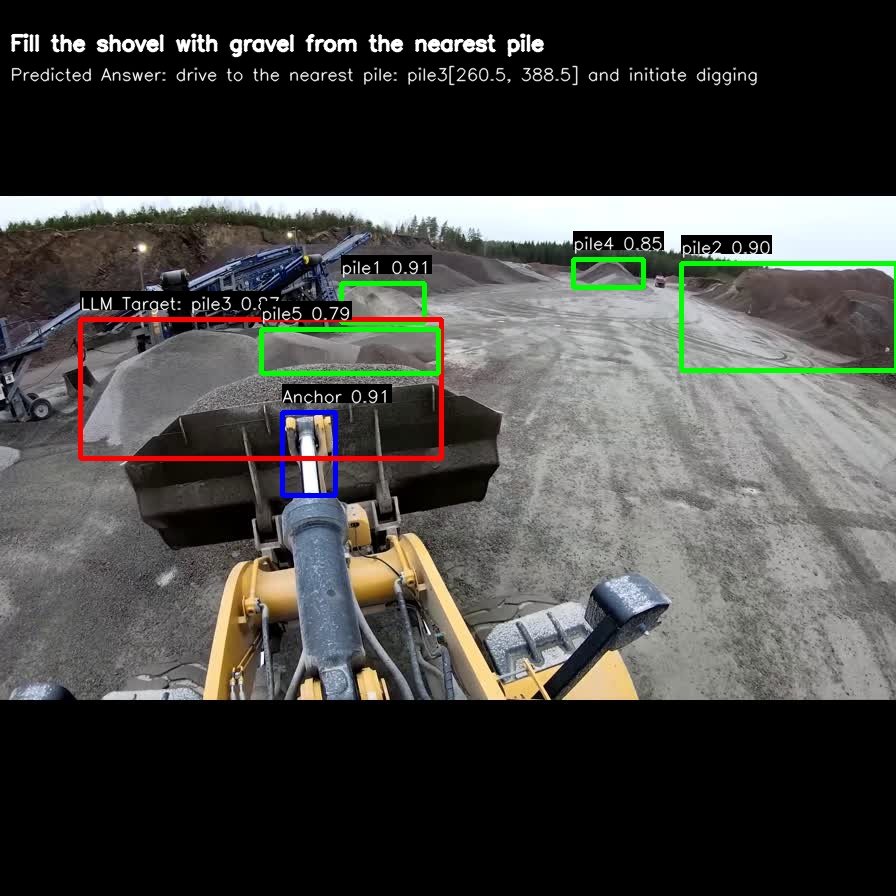 Fill the shovel with gravel from the nearest pile
Predicted Answer: drive to the nearest pile: pile3[260.5, 388.5] and initiate digging
pile4 0.85
pile2 0.90
pile1 0.91
LLM Target: pile3 0.87
pile5 0.79
Anchor 0.91